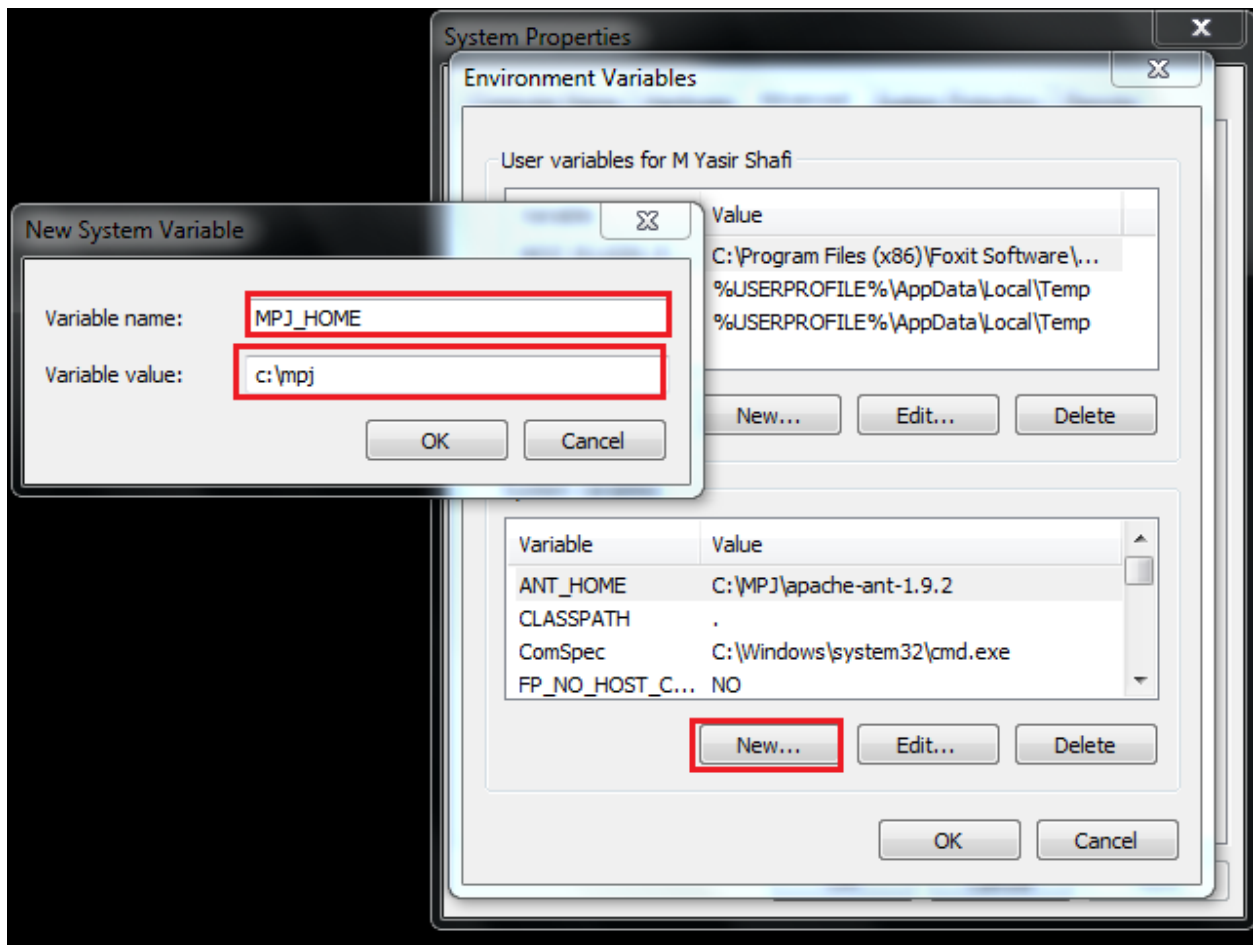 System Properties
Environment Variables
User variables for M Yasir Shafi
Value
C:\Program Files (x86)\Foxit Software\...
%USERPROFILE%\AppData\Local\Temp
%USERPROFILE%\AppData\Local\Temp
New... Edit... Delete
New System Variable
Variable name: MPJ_HOME
Variable value: c:\mpj
OK Cancel
Variable Value
ANT_HOME C:\MPJ\apache-ant-1.9.2
CLASSPATH .
ComSpec C:\Windows\system32\cmd.exe
FP_NO_HOST_C... NO
New... Edit... Delete
OK Cancel